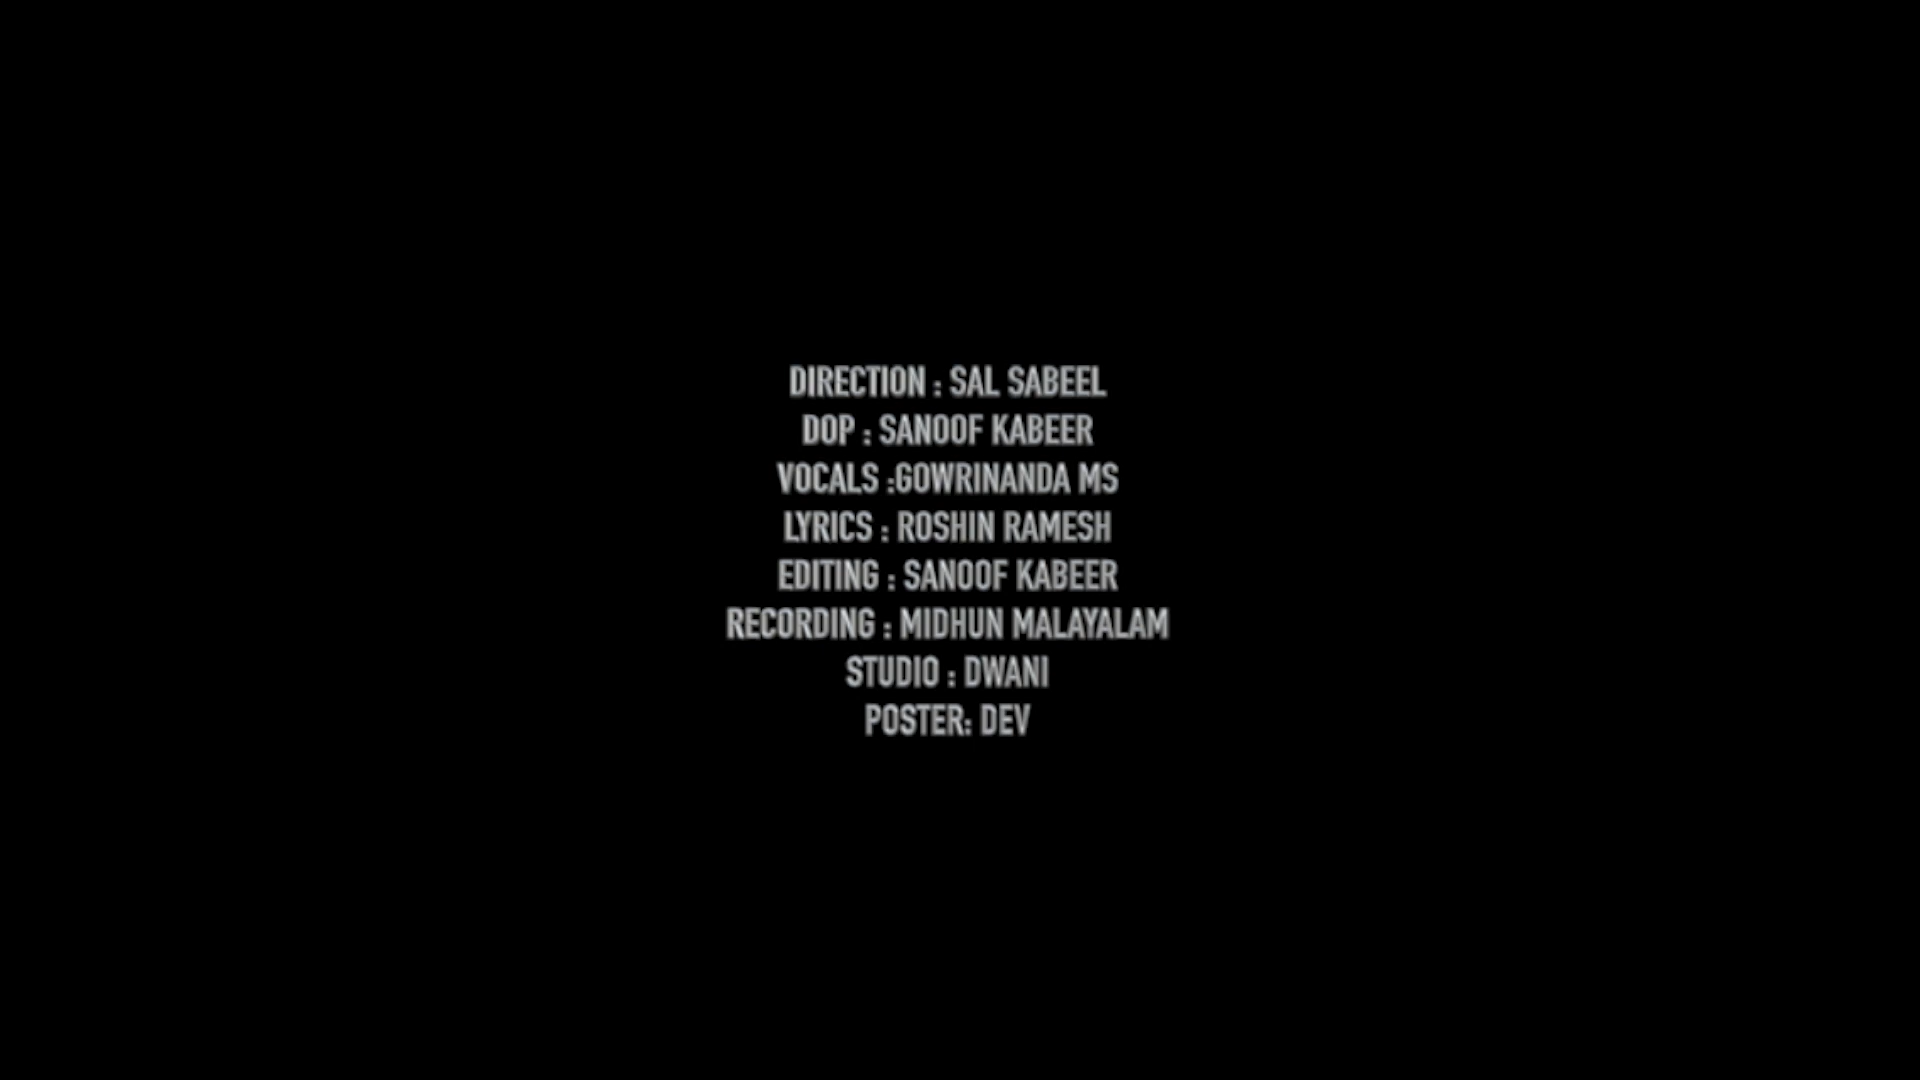 DIRECTION : SAL SABEEL
DOP : SANOOF KABEER
VOCALS :GOWRINANDA MS
LYRICS : ROSHIN RAMESH
EDITING : SANOOF KABEER
RECORDING : MIDHUN MALAYALAM
STUDIO : DWANI
POSTER: DEV